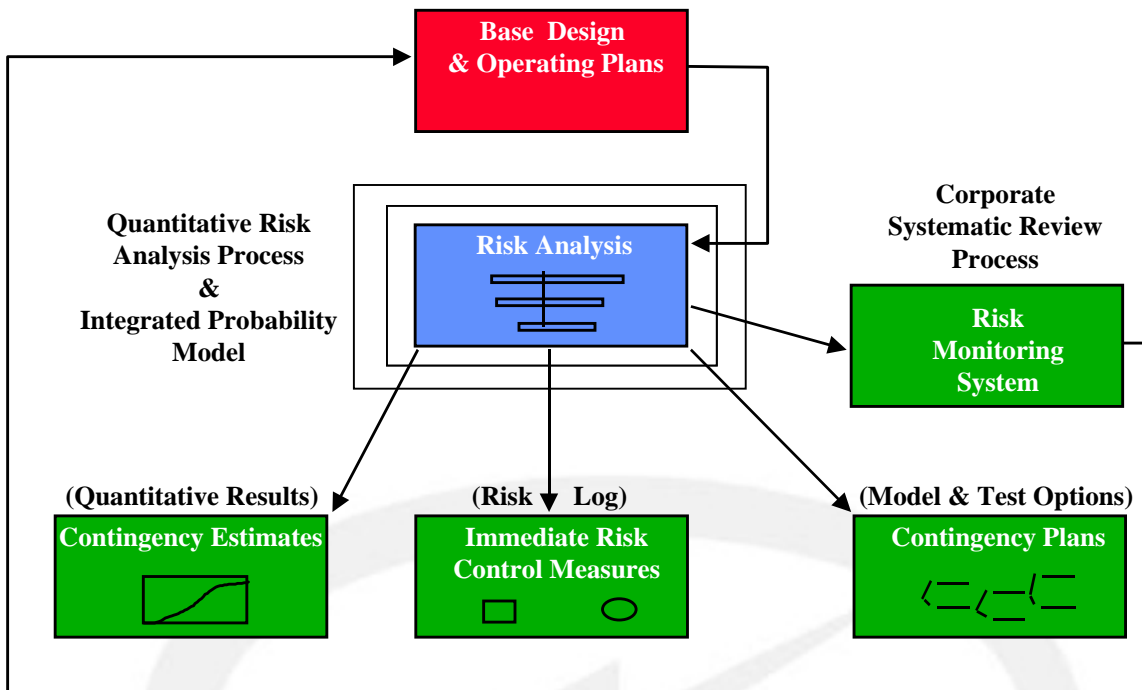 Base Design
& Operating Plans
Quantitative Risk
Analysis Process
&
Integrated Probability
Model
Risk Analysis
Corporate
Systematic Review
Process
Risk
Monitoring
System
(Quantitative Results)
Contingency Estimates
(Risk Log)
Immediate Risk
Control Measures
(Model & Test Options)
Contingency Plans